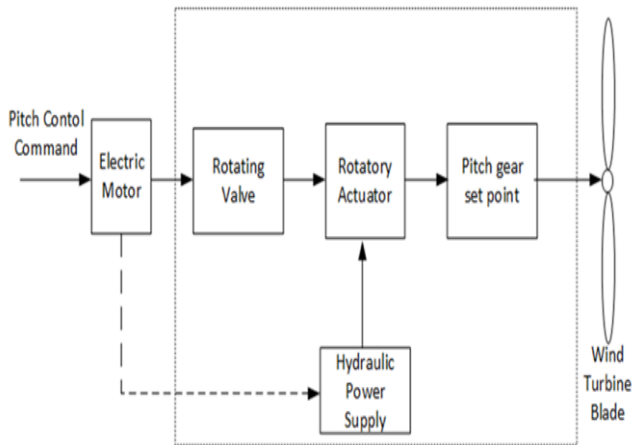 Pitch Contol
Command
Electric
Motor
Rotating
Valve
Rotatory
Actuator
Pitch gear
set point
Hydraulic
Power
Supply
Wind
Turbine
Blade